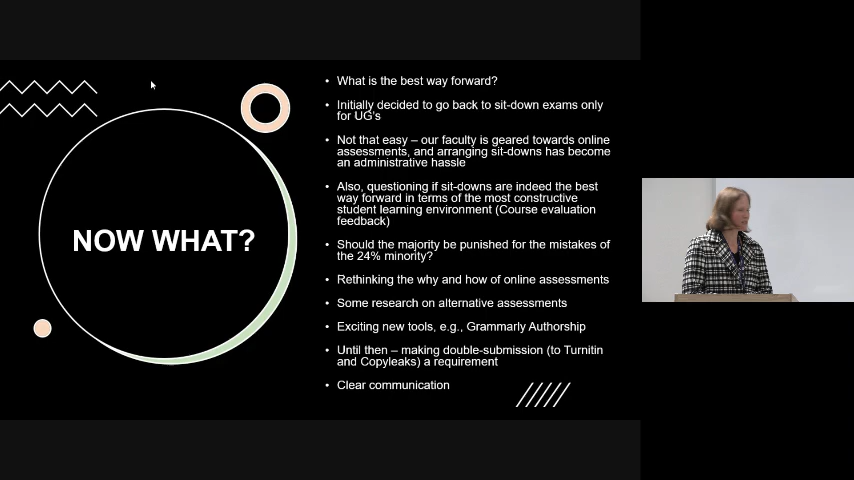 NOW WHAT?
• What is the best way forward?
• Initially decided to go back to sit-down exams only
for UG's
• Not that easy – our faculty is geared towards online
assessments, and arranging sit-downs has become
an administrative hassle
• Also, questioning if sit-downs are indeed the best
way forward in terms of the most constructive
student learning environment (Course evaluation
feedback)
• Should the majority be punished for the mistakes of
the 24% minority?
• Rethinking the why and how of online assessments
• Some research on alternative assessments
• Exciting new tools, e.g., Grammarly Authorship
• Until then – making double-submission (to Turnitin
and Copyleaks) a requirement
• Clear communication